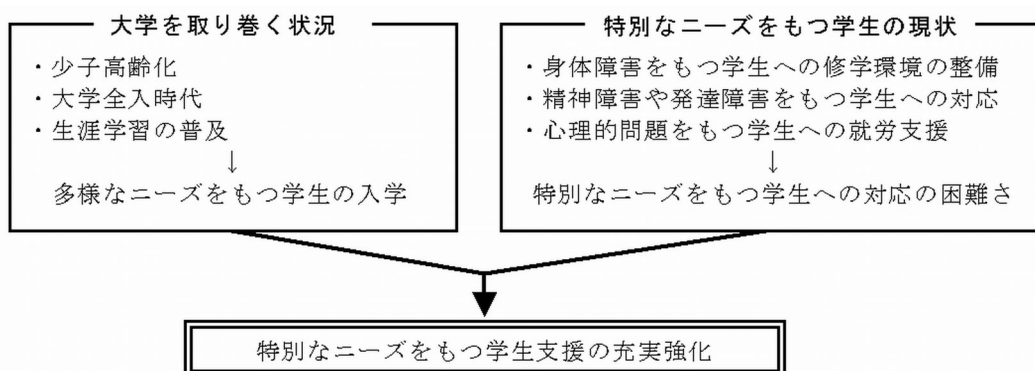 大学を取り巻く状況
・少子高齢化
・大学全入時代
・生涯学習の普及
↓
多様なニーズをもつ学生の入学
特別なニーズをもつ学生の現状
・身体障害をもつ学生への修学環境の整備
・精神障害や発達障害をもつ学生への対応
・心理的問題をもつ学生への就労支援
↓
特別なニーズをもつ学生への対応の困難さ
特別なニーズをもつ学生支援の充実強化